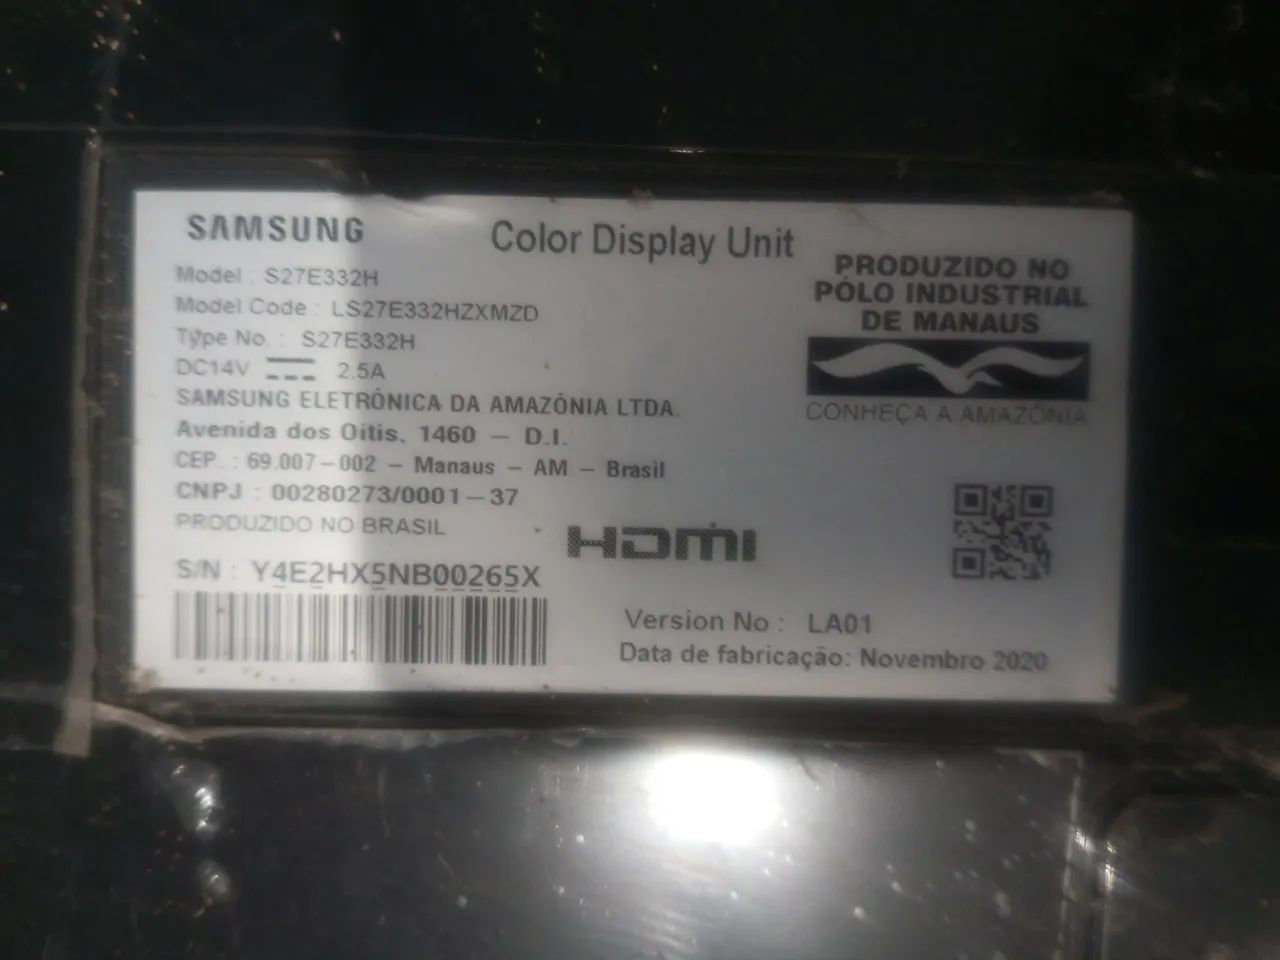 SAMSUNG
Color Display Unit
Model : S27E332H
Model Code : LS27E332HZXMZD
Type No. : S27E332H
DC14V 2.5A
SAMSUNG ELETRÔNICA DA AMAZÔNIA LTDA.
Avenida dos Oitis, 1460 – D.I.
CEP. : 69.007–002 – Manaus – AM – Brasil
CNPJ : 00280273/0001–37
PRODUZIDO NO BRASIL
S/N : Y4E2HX5NB00265X
PRODUZIDO NO
PÓLO INDUSTRIAL
DE MANAUS
CONHEÇA A AMAZÔNIA
HDMI
Version No : LA01
Data de fabricação: Novembro 2020